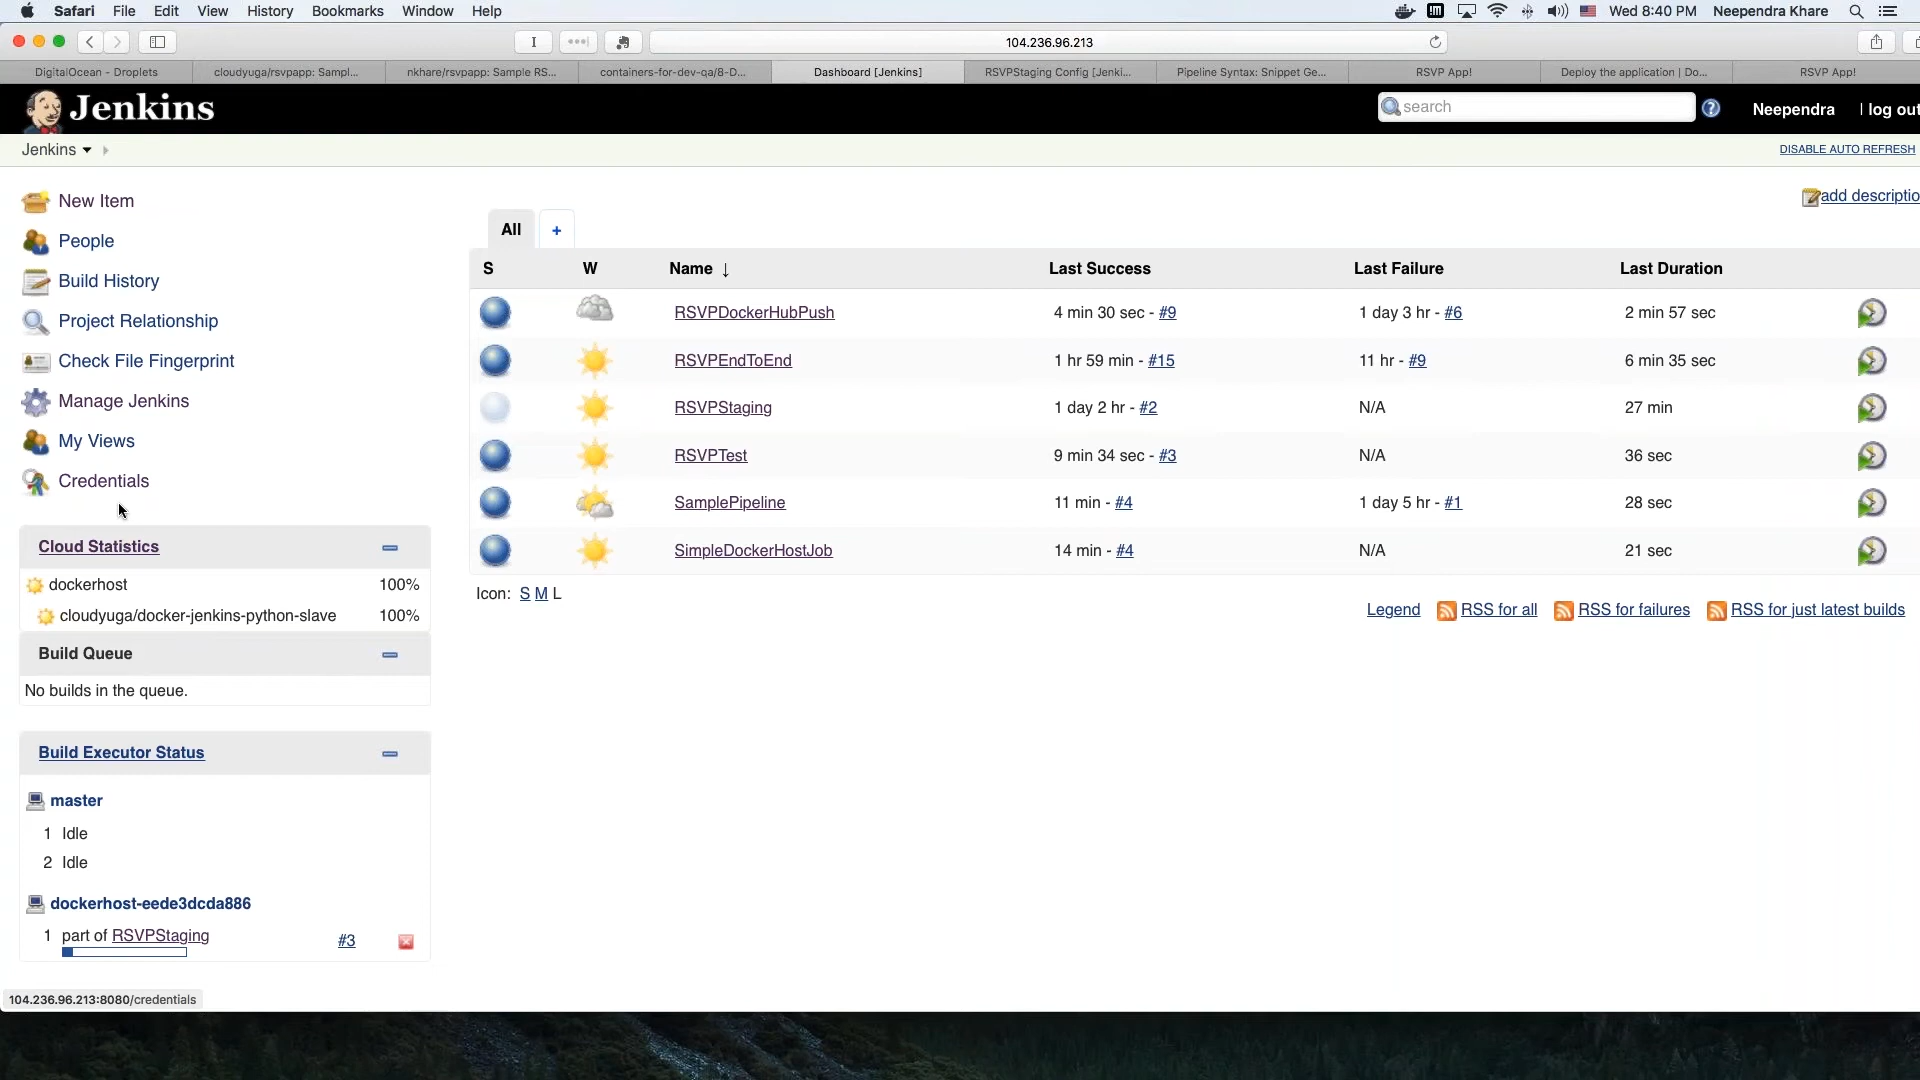 Safari File Edit View History Bookmarks Window Help Wed 8:40 PM Neependra Khare
104.236.96.213
DigitalOcean - Droplets cloudyuga/rsvpapp: Sampl... nkhare/rsvpapp: Sample RS... containers-for-dev-qa/8-D... Dashboard [Jenkins] RSVPStaging Config [Jenki... Pipeline Syntax: Snippet Ge... RSVP App! Deploy the application | Do... RSVP App!
Jenkins search Neependra | log out
Jenkins DISABLE AUTO REFRESH
New Item
People
Build History
Project Relationship
Check File Fingerprint
Manage Jenkins
My Views
Credentials
Cloud Statistics
dockerhost 100%
cloudyuga/docker-jenkins-python-slave 100%
Build Queue
No builds in the queue.
Build Executor Status
master
1 Idle
2 Idle
dockerhost-eede3dcda886
1 part of RSVPStaging #3
add descriptio
All +
S W Name ↓ Last Success Last Failure Last Duration
RSVPDockerHubPush 4 min 30 sec - #9 1 day 3 hr - #6 2 min 57 sec
RSVPEndToEnd 1 hr 59 min - #15 11 hr - #9 6 min 35 sec
RSVPStaging 1 day 2 hr - #2 N/A 27 min
RSVPTest 9 min 34 sec - #3 N/A 36 sec
SamplePipeline 11 min - #4 1 day 5 hr - #1 28 sec
SimpleDockerHostJob 14 min - #4 N/A 21 sec
Icon: S M L
Legend RSS for all RSS for failures RSS for just latest builds
104.236.96.213:8080/credentials